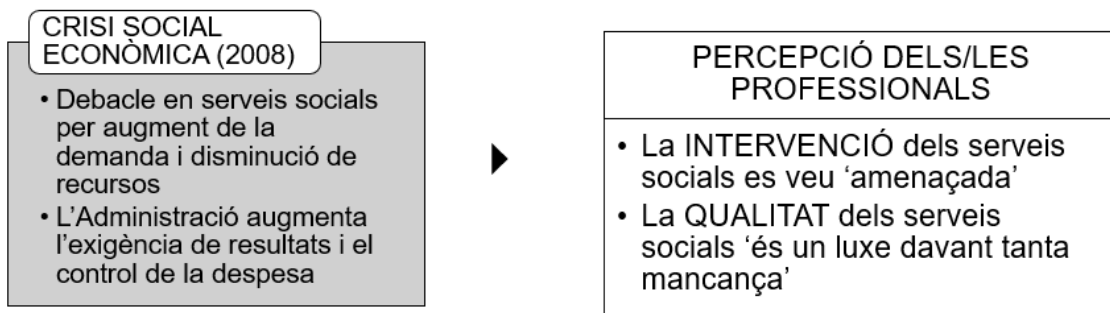 CRISI SOCIAL
ECONÒMICA (2008)
• Debacle en serveis socials
per augment de la
demanda i disminució de
recursos
• L'Administració augmenta
l'exigència de resultats i el
control de la despesa
PERCEPCIÓ DELS/LES
PROFESSIONALS
• La INTERVENCIÓ dels serveis
socials es veu ‘amenaçada’
• La QUALITAT dels serveis
socials ‘és un luxe davant tanta
mancança’